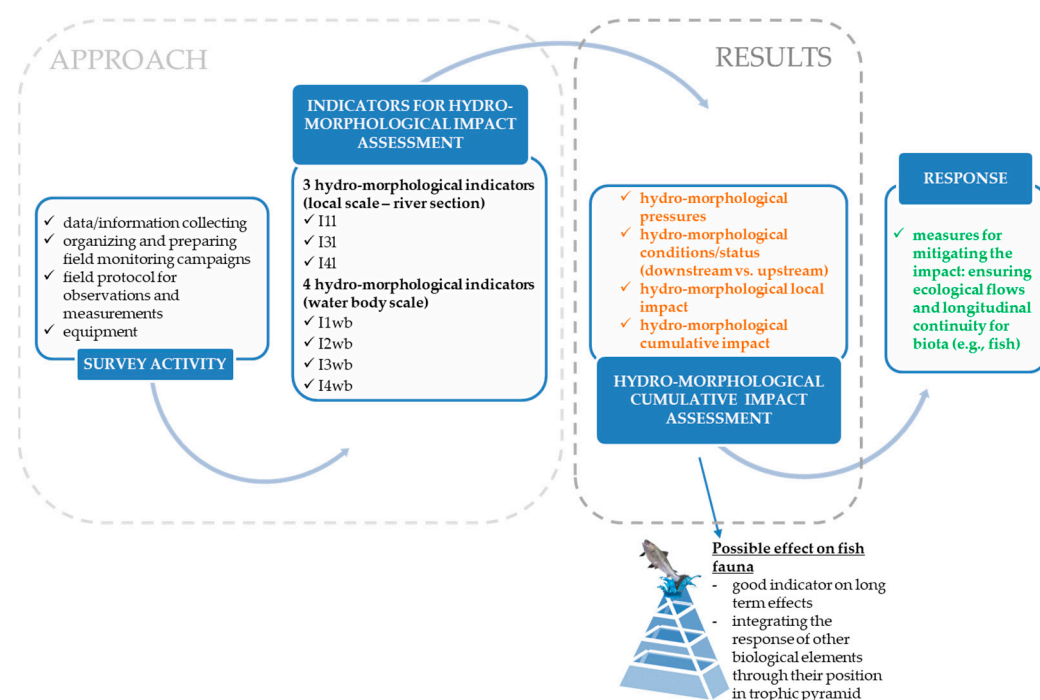 APPROACH
INDICATORS FOR HYDRO-
MORPHOLOGICAL IMPACT
ASSESSMENT
3 hydro-morphological indicators
(local scale – river section)
✓ I1l
✓ I3l
✓ I4l
4 hydro-morphological indicators
(water body scale)
✓ I1wb
✓ I2wb
✓ I3wb
✓ I4wb
✓ data/information collecting
✓ organizing and preparing
field monitoring campaigns
✓ field protocol for
observations and
measurements
✓ equipment
SURVEY ACTIVITY
RESULTS
✓ hydro-morphological
pressures
✓ hydro-morphological
conditions/status
(downstream vs. upstream)
✓ hydro-morphological local
impact
✓ hydro-morphological
cumulative impact
HYDRO-MORPHOLOGICAL
CUMULATIVE IMPACT
ASSESSMENT
RESPONSE
✓ measures for
mitigating the
impact: ensuring
ecological flows
and longitudinal
continuity for
biota (e.g., fish)
Possible effect on fish
fauna
- good indicator on long
term effects
- integrating the
response of other
biological elements
through their position
in trophic pyramid